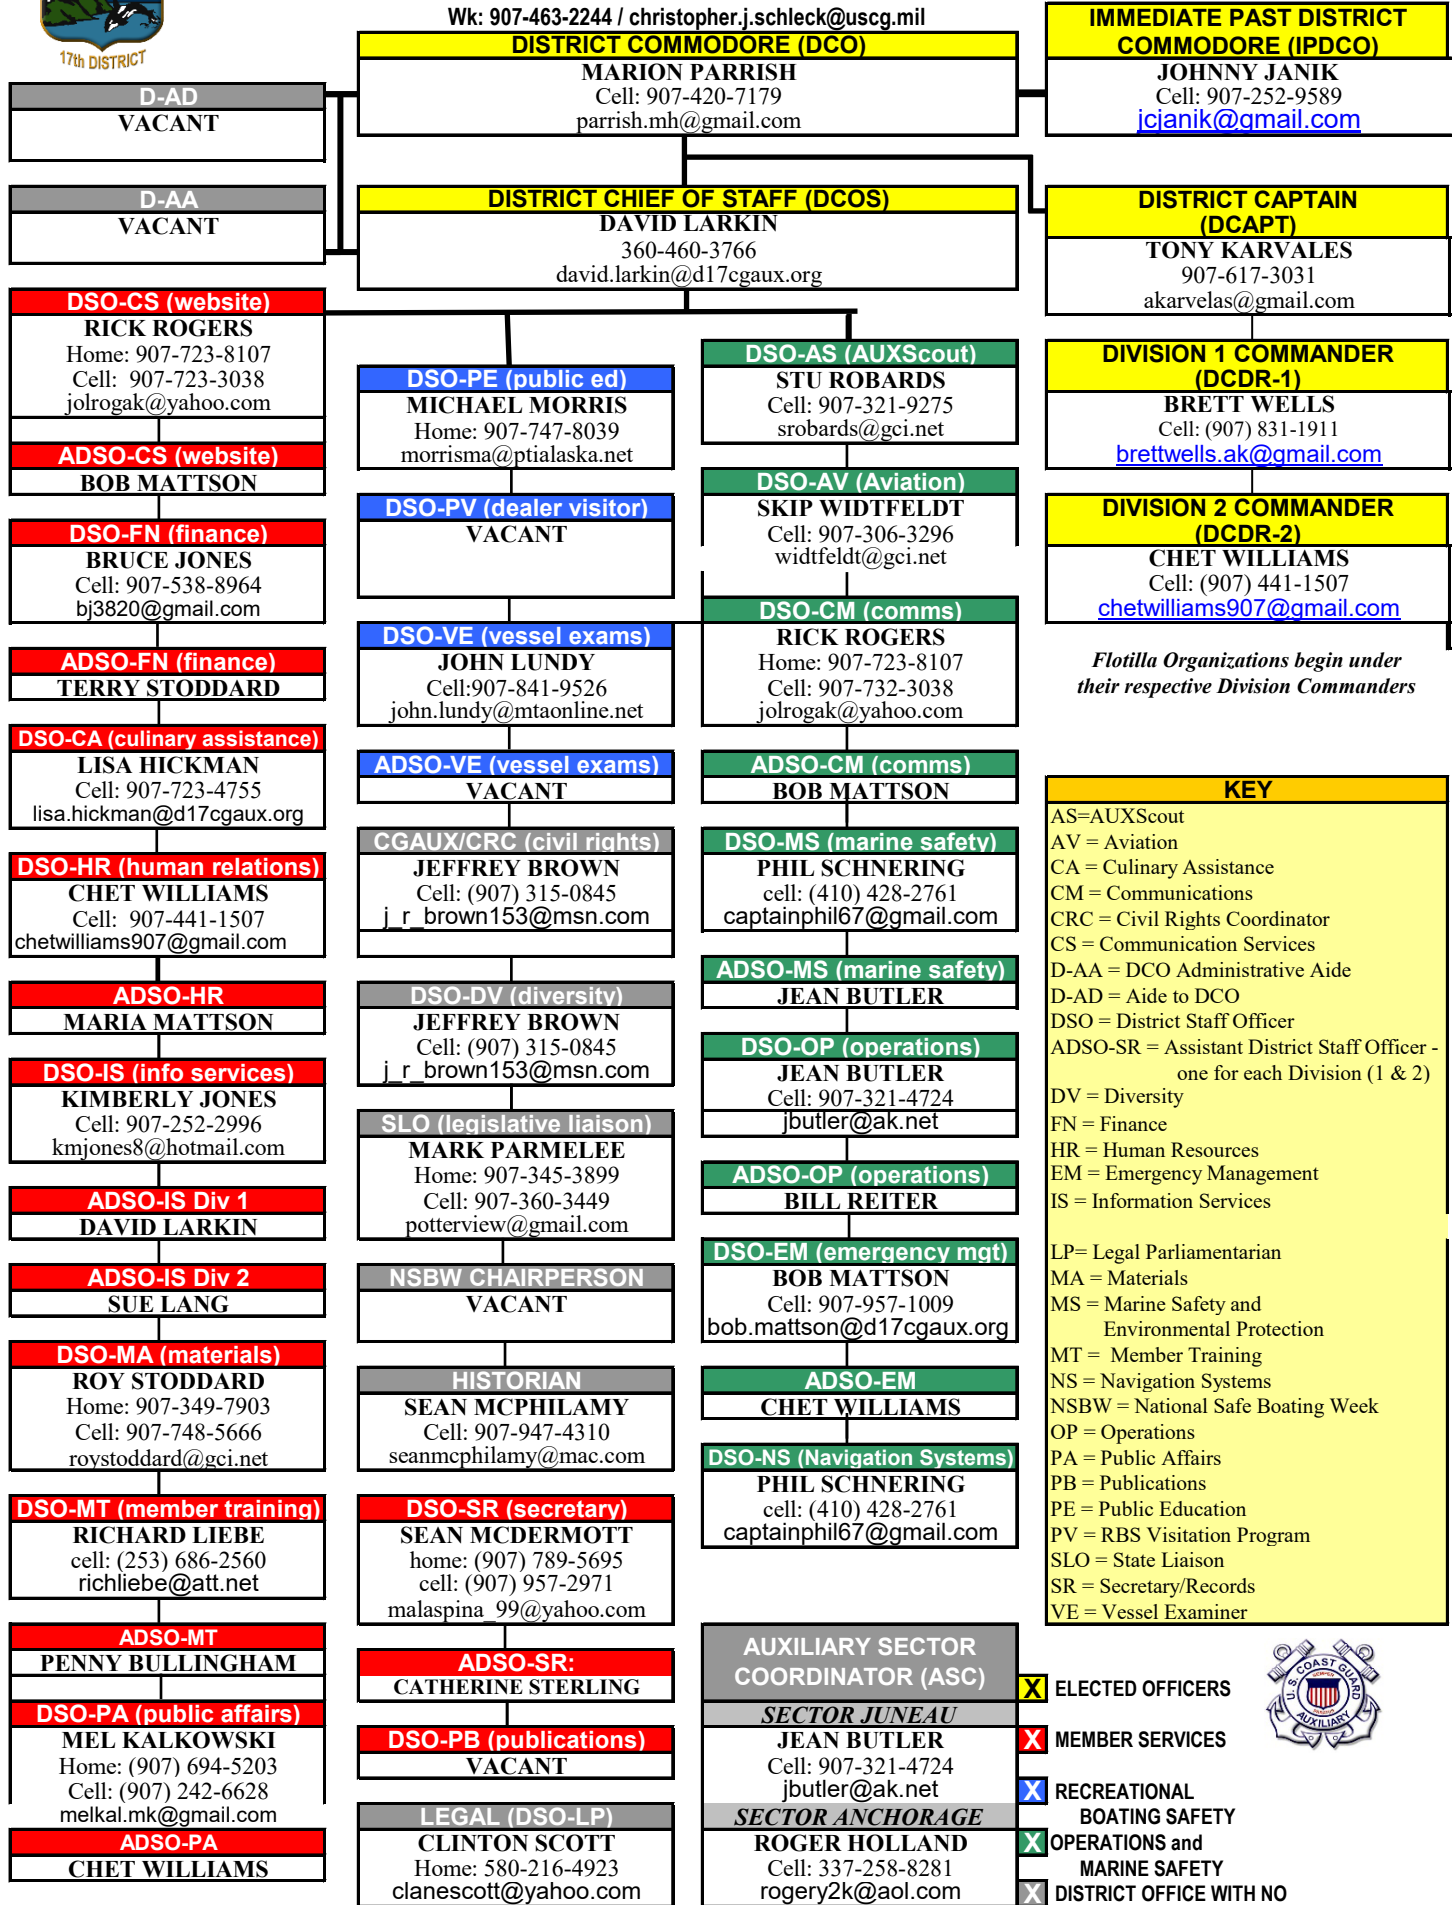 17th DISTRICT
Wk: 907-463-2244 / christopher.j.schleck@uscg.mil
DISTRICT COMMODORE (DCO)
MARION PARRISH
Cell: 907-420-7179
parrish.mh@gmail.com
IMMEDIATE PAST DISTRICT
COMMODORE (IPDCO)
JOHNNY JANIK
Cell: 907-252-9589
jcjanik@gmail.com
D-AD
VACANT
D-AA
VACANT
DISTRICT CHIEF OF STAFF (DCOS)
DAVID LARKIN
360-460-3766
david.larkin@d17cgaux.org
DISTRICT CAPTAIN
(DCAPT)
TONY KARVALES
907-617-3031
akarvelas@gmail.com
DIVISION 1 COMMANDER
(DCDR-1)
BRETT WELLS
Cell: (907) 831-1911
brettwells.ak@gmail.com
DIVISION 2 COMMANDER
(DCDR-2)
CHET WILLIAMS
Cell: (907) 441-1507
chetwilliams907@gmail.com
Flotilla Organizations begin under
their respective Division Commanders
DSO-CS (website)
RICK ROGERS
Home: 907-723-8107
Cell: 907-723-3038
jolrogak@yahoo.com
ADSO-CS (website)
BOB MATTSON
DSO-FN (finance)
BRUCE JONES
Cell: 907-538-8964
bj3820@gmail.com
ADSO-FN (finance)
TERRY STODDARD
DSO-CA (culinary assistance)
LISA HICKMAN
Cell: 907-723-4755
lisa.hickman@d17cgaux.org
DSO-HR (human relations)
CHET WILLIAMS
Cell: 907-441-1507
chetwilliams907@gmail.com
ADSO-HR
MARIA MATTSON
DSO-IS (info services)
KIMBERLY JONES
Cell: 907-252-2996
kmjones8@hotmail.com
ADSO-IS Div 1
DAVID LARKIN
ADSO-IS Div 2
SUE LANG
DSO-MA (materials)
ROY STODDARD
Home: 907-349-7903
Cell: 907-748-5666
roystoddard@gci.net
DSO-MT (member training)
RICHARD LIEBE
cell: (253) 686-2560
richliebe@att.net
ADSO-MT
PENNY BULLINGHAM
DSO-PA (public affairs)
MEL KALKOWSKI
Home: (907) 694-5203
Cell: (907) 242-6628
melkal.mk@gmail.com
ADSO-PA
CHET WILLIAMS
DSO-PE (public ed)
MICHAEL MORRIS
Home: 907-747-8039
morrisma@ptialaska.net
DSO-PV (dealer visitor)
VACANT
DSO-VE (vessel exams)
JOHN LUNDY
Cell:907-841-9526
john.lundy@mtaonline.net
ADSO-VE (vessel exams)
VACANT
CGAUX/CRC (civil rights)
JEFFREY BROWN
Cell: (907) 315-0845
j_r_brown153@msn.com
DSO-DV (diversity)
JEFFREY BROWN
Cell: (907) 315-0845
j_r_brown153@msn.com
SLO (legislative liaison)
MARK PARMELEE
Home: 907-345-3899
Cell: 907-360-3449
potterview@gmail.com
NSBW CHAIRPERSON
VACANT
HISTORIAN
SEAN MCPHILAMY
Cell: 907-947-4310
seanmcphilamy@mac.com
DSO-SR (secretary)
SEAN MCDERMOTT
home: (907) 789-5695
cell: (907) 957-2971
malaspina_99@yahoo.com
ADSO-SR:
CATHERINE STERLING
DSO-PB (publications)
VACANT
LEGAL (DSO-LP)
CLINTON SCOTT
Home: 580-216-4923
clanescott@yahoo.com
DSO-AS (AUXScout)
STU ROBARDS
Cell: 907-321-9275
srobards@gci.net
DSO-AV (Aviation)
SKIP WIDTFELDT
Cell: 907-306-3296
widtfeldt@gci.net
DSO-CM (comms)
RICK ROGERS
Home: 907-723-8107
Cell: 907-732-3038
jolrogak@yahoo.com
ADSO-CM (comms)
BOB MATTSON
DSO-MS (marine safety)
PHIL SCHNERING
cell: (410) 428-2761
captainphil67@gmail.com
ADSO-MS (marine safety)
JEAN BUTLER
DSO-OP (operations)
JEAN BUTLER
Cell: 907-321-4724
jbutler@ak.net
ADSO-OP (operations)
BILL REITER
DSO-EM (emergency mgt)
BOB MATTSON
Cell: 907-957-1009
bob.mattson@d17cgaux.org
ADSO-EM
CHET WILLIAMS
DSO-NS (Navigation Systems)
PHIL SCHNERING
cell: (410) 428-2761
captainphil67@gmail.com
AUXILIARY SECTOR
COORDINATOR (ASC)
SECTOR JUNEAU
JEAN BUTLER
Cell: 907-321-4724
jbutler@ak.net
SECTOR ANCHORAGE
ROGER HOLLAND
Cell: 337-258-8281
rogery2k@aol.com
KEY
AS=AUXScout
AV = Aviation
CA = Culinary Assistance
CM = Communications
CRC = Civil Rights Coordinator
CS = Communication Services
D-AA = DCO Administrative Aide
D-AD = Aide to DCO
DSO = District Staff Officer
ADSO-SR = Assistant District Staff Officer -
one for each Division (1 & 2)
DV = Diversity
FN = Finance
HR = Human Resources
EM = Emergency Management
IS = Information Services
LP= Legal Parliamentarian
MA = Materials
MS = Marine Safety and
Environmental Protection
MT = Member Training
NS = Navigation Systems
NSBW = National Safe Boating Week
OP = Operations
PA = Public Affairs
PB = Publications
PE = Public Education
PV = RBS Visitation Program
SLO = State Liaison
SR = Secretary/Records
VE = Vessel Examiner
X ELECTED OFFICERS
X MEMBER SERVICES
X RECREATIONAL
BOATING SAFETY
X OPERATIONS and
MARINE SAFETY
X DISTRICT OFFICE WITH NO
U.S. COAST GUARD
AUXILIARY